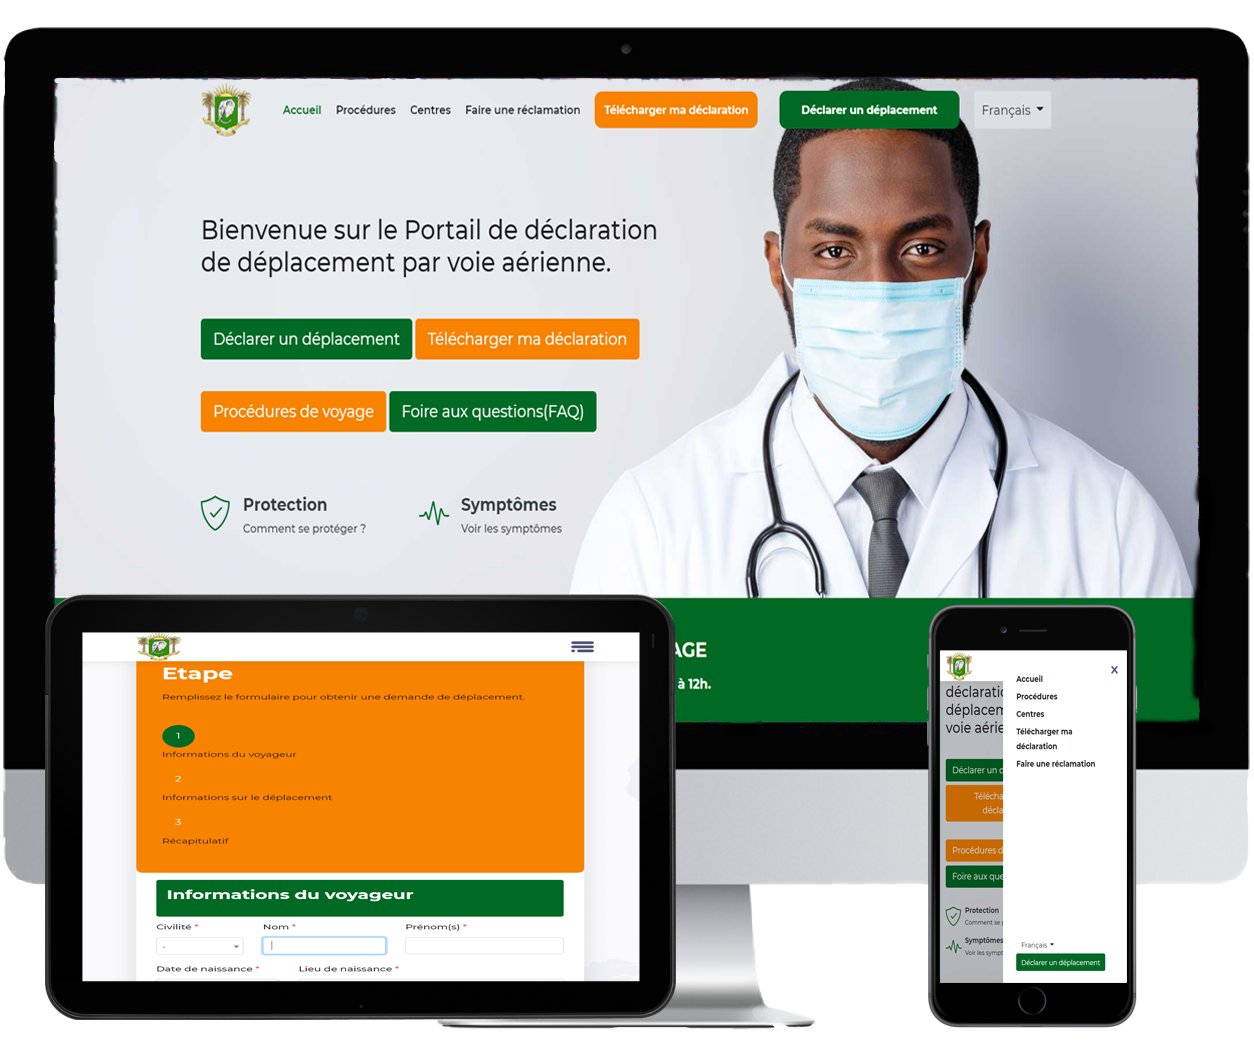 Accueil Procédures Centres Faire une réclamation Télécharger ma déclaration Déclarer un déplacement Français
Bienvenue sur le Portail de déclaration
de déplacement par voie aérienne.
Déclarer un déplacement Télécharger ma déclaration
Procédures de voyage Foire aux questions(FAQ)
Protection
Comment se protéger ?
Symptômes
Voir les symptômes
AGE
à 12h.
Etape
Remplissez le formulaire pour obtenir une demande de déplacement.
1
Informations du voyageur
2
Informations sur le déplacement
3
Récapitulatif
Informations du voyageur
Civilité * Nom * Prénom(s) *
-
Date de naissance * Lieu de naissance *
déclaratic
déplacem
voie aérie
Déclarer un d
Télécha
décla
Procédures d
Foire aux que
Protection
Comment se p
Symptômes
Voir les sympt
X
Accueil
Procédures
Centres
Télécharger ma
déclaration
Faire une réclamation
Français
Déclarer un déplacement